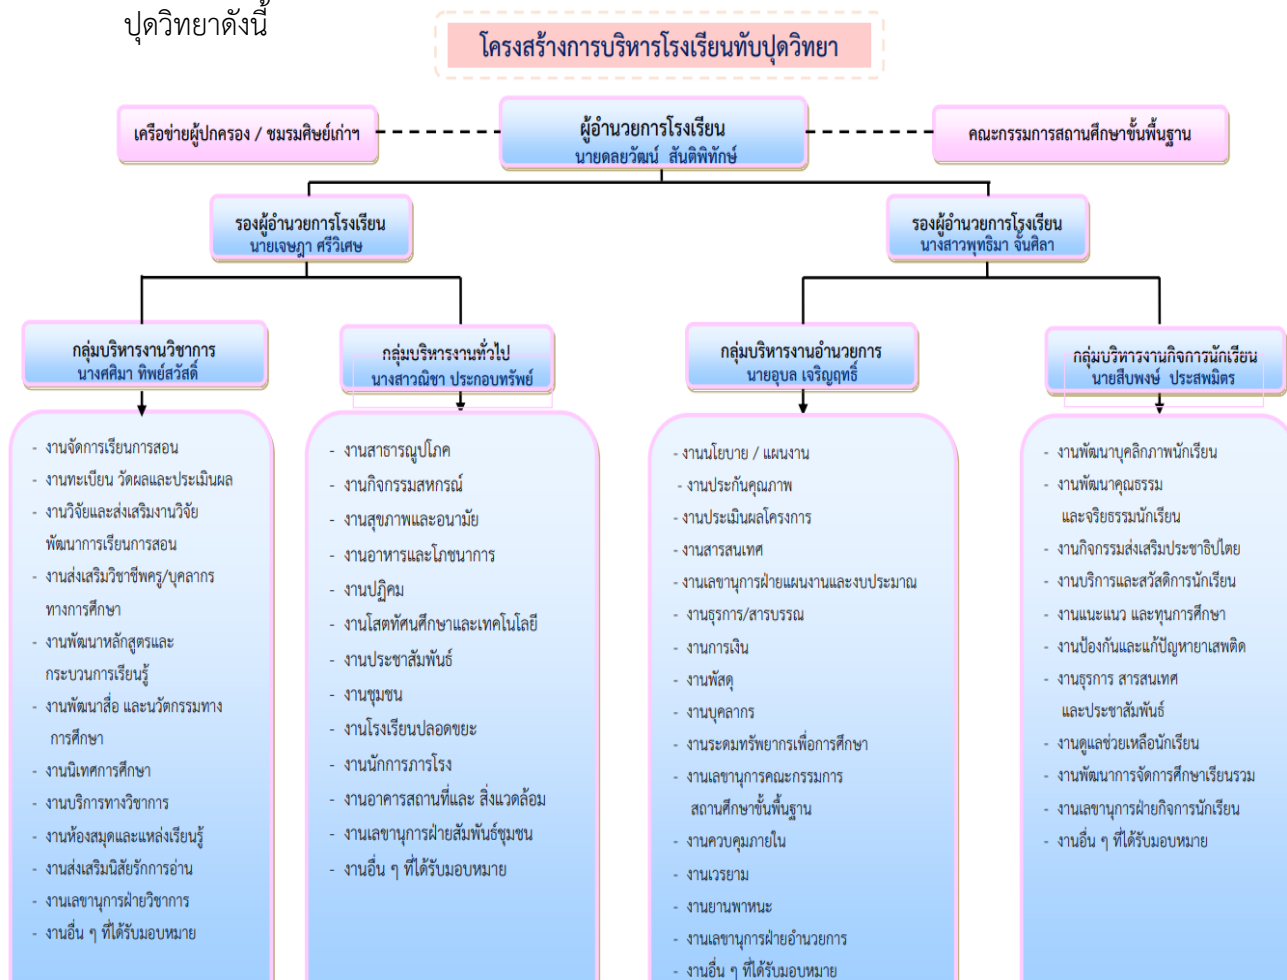 ปุดวิทยาดังนี้
โครงสร้างการบริหารโรงเรียนทับปุดวิทยา
เครือข่ายผู้ปกครอง / ชมรมศิษย์เก่าฯ
ผู้อำนวยการโรงเรียน
นายดลยวัฒน์ สันติพิทักษ์
คณะกรรมการสถานศึกษาขั้นพื้นฐาน
รองผู้อำนวยการโรงเรียน
นายเจษฎา ศรีวิเศษ
รองผู้อำนวยการโรงเรียน
นางสาวพุทธิมา จั้นศิลา
กลุ่มบริหารงานวิชาการ
นางศศิมา ทิพย์สวัสดิ์
กลุ่มบริหารงานทั่วไป
นางสาวณิชา ประกอบทรัพย์
กลุ่มบริหารงานอำนวยการ
นายอุบล เจริญฤทธิ์
กลุ่มบริหารงานกิจการนักเรียน
นายสืบพงษ์ ประสพมิตร
- งานจัดการเรียนการสอน
- งานทะเบียน วัดผลและประเมินผล
- งานวิจัยและส่งเสริมงานวิจัย
พัฒนาการเรียนการสอน
- งานส่งเสริมวิชาชีพครู/บุคลากร
ทางการศึกษา
- งานพัฒนาหลักสูตรและ
กระบวนการเรียนรู้
- งานพัฒนาสื่อ และนวัตกรรมทาง
การศึกษา
- งานนิเทศการศึกษา
- งานบริการทางวิชาการ
- งานห้องสมุดและแหล่งเรียนรู้
- งานส่งเสริมนิสัยรักการอ่าน
- งานเลขานุการฝ่ายวิชาการ
- งานอื่น ๆ ที่ได้รับมอบหมาย
- งานสาธารณูปโภค
- งานกิจกรรมสหกรณ์
- งานสุขภาพและอนามัย
- งานอาหารและโภชนาการ
- งานปฏิคม
- งานโสตทัศนศึกษาและเทคโนโลยี
- งานประชาสัมพันธ์
- งานชุมชน
- งานโรงเรียนปลอดขยะ
- งานนักการภารโรง
- งานอาคารสถานที่และ สิ่งแวดล้อม
- งานเลขานุการฝ่ายสัมพันธ์ชุมชน
- งานอื่น ๆ ที่ได้รับมอบหมาย
- งานนโยบาย / แผนงาน
- งานประกันคุณภาพ
- งานประเมินผลโครงการ
- งานสารสนเทศ
- งานเลขานุการฝ่ายแผนงานและงบประมาณ
- งานธุรการ/สารบรรณ
- งานการเงิน
- งานพัสดุ
- งานบุคลากร
- งานระดมทรัพยากรเพื่อการศึกษา
- งานเลขานุการคณะกรรมการ
สถานศึกษาขั้นพื้นฐาน
- งานควบคุมภายใน
- งานเวรยาม
- งานยานพาหนะ
- งานเลขานุการฝ่ายอำนวยการ
- งานอื่น ๆ ที่ได้รับมอบหมาย
- งานพัฒนาบุคลิกภาพนักเรียน
- งานพัฒนาคุณธรรม
และจริยธรรมนักเรียน
- งานกิจกรรมส่งเสริมประชาธิปไตย
- งานบริการและสวัสดิการนักเรียน
- งานแนะแนว และทุนการศึกษา
- งานป้องกันและแก้ปัญหายาเสพติด
- งานธุรการ สารสนเทศ
และประชาสัมพันธ์
- งานดูแลช่วยเหลือนักเรียน
- งานพัฒนาการจัดการศึกษาเรียนรวม
- งานเลขานุการฝ่ายกิจการนักเรียน
- งานอื่น ๆ ที่ได้รับมอบหมาย